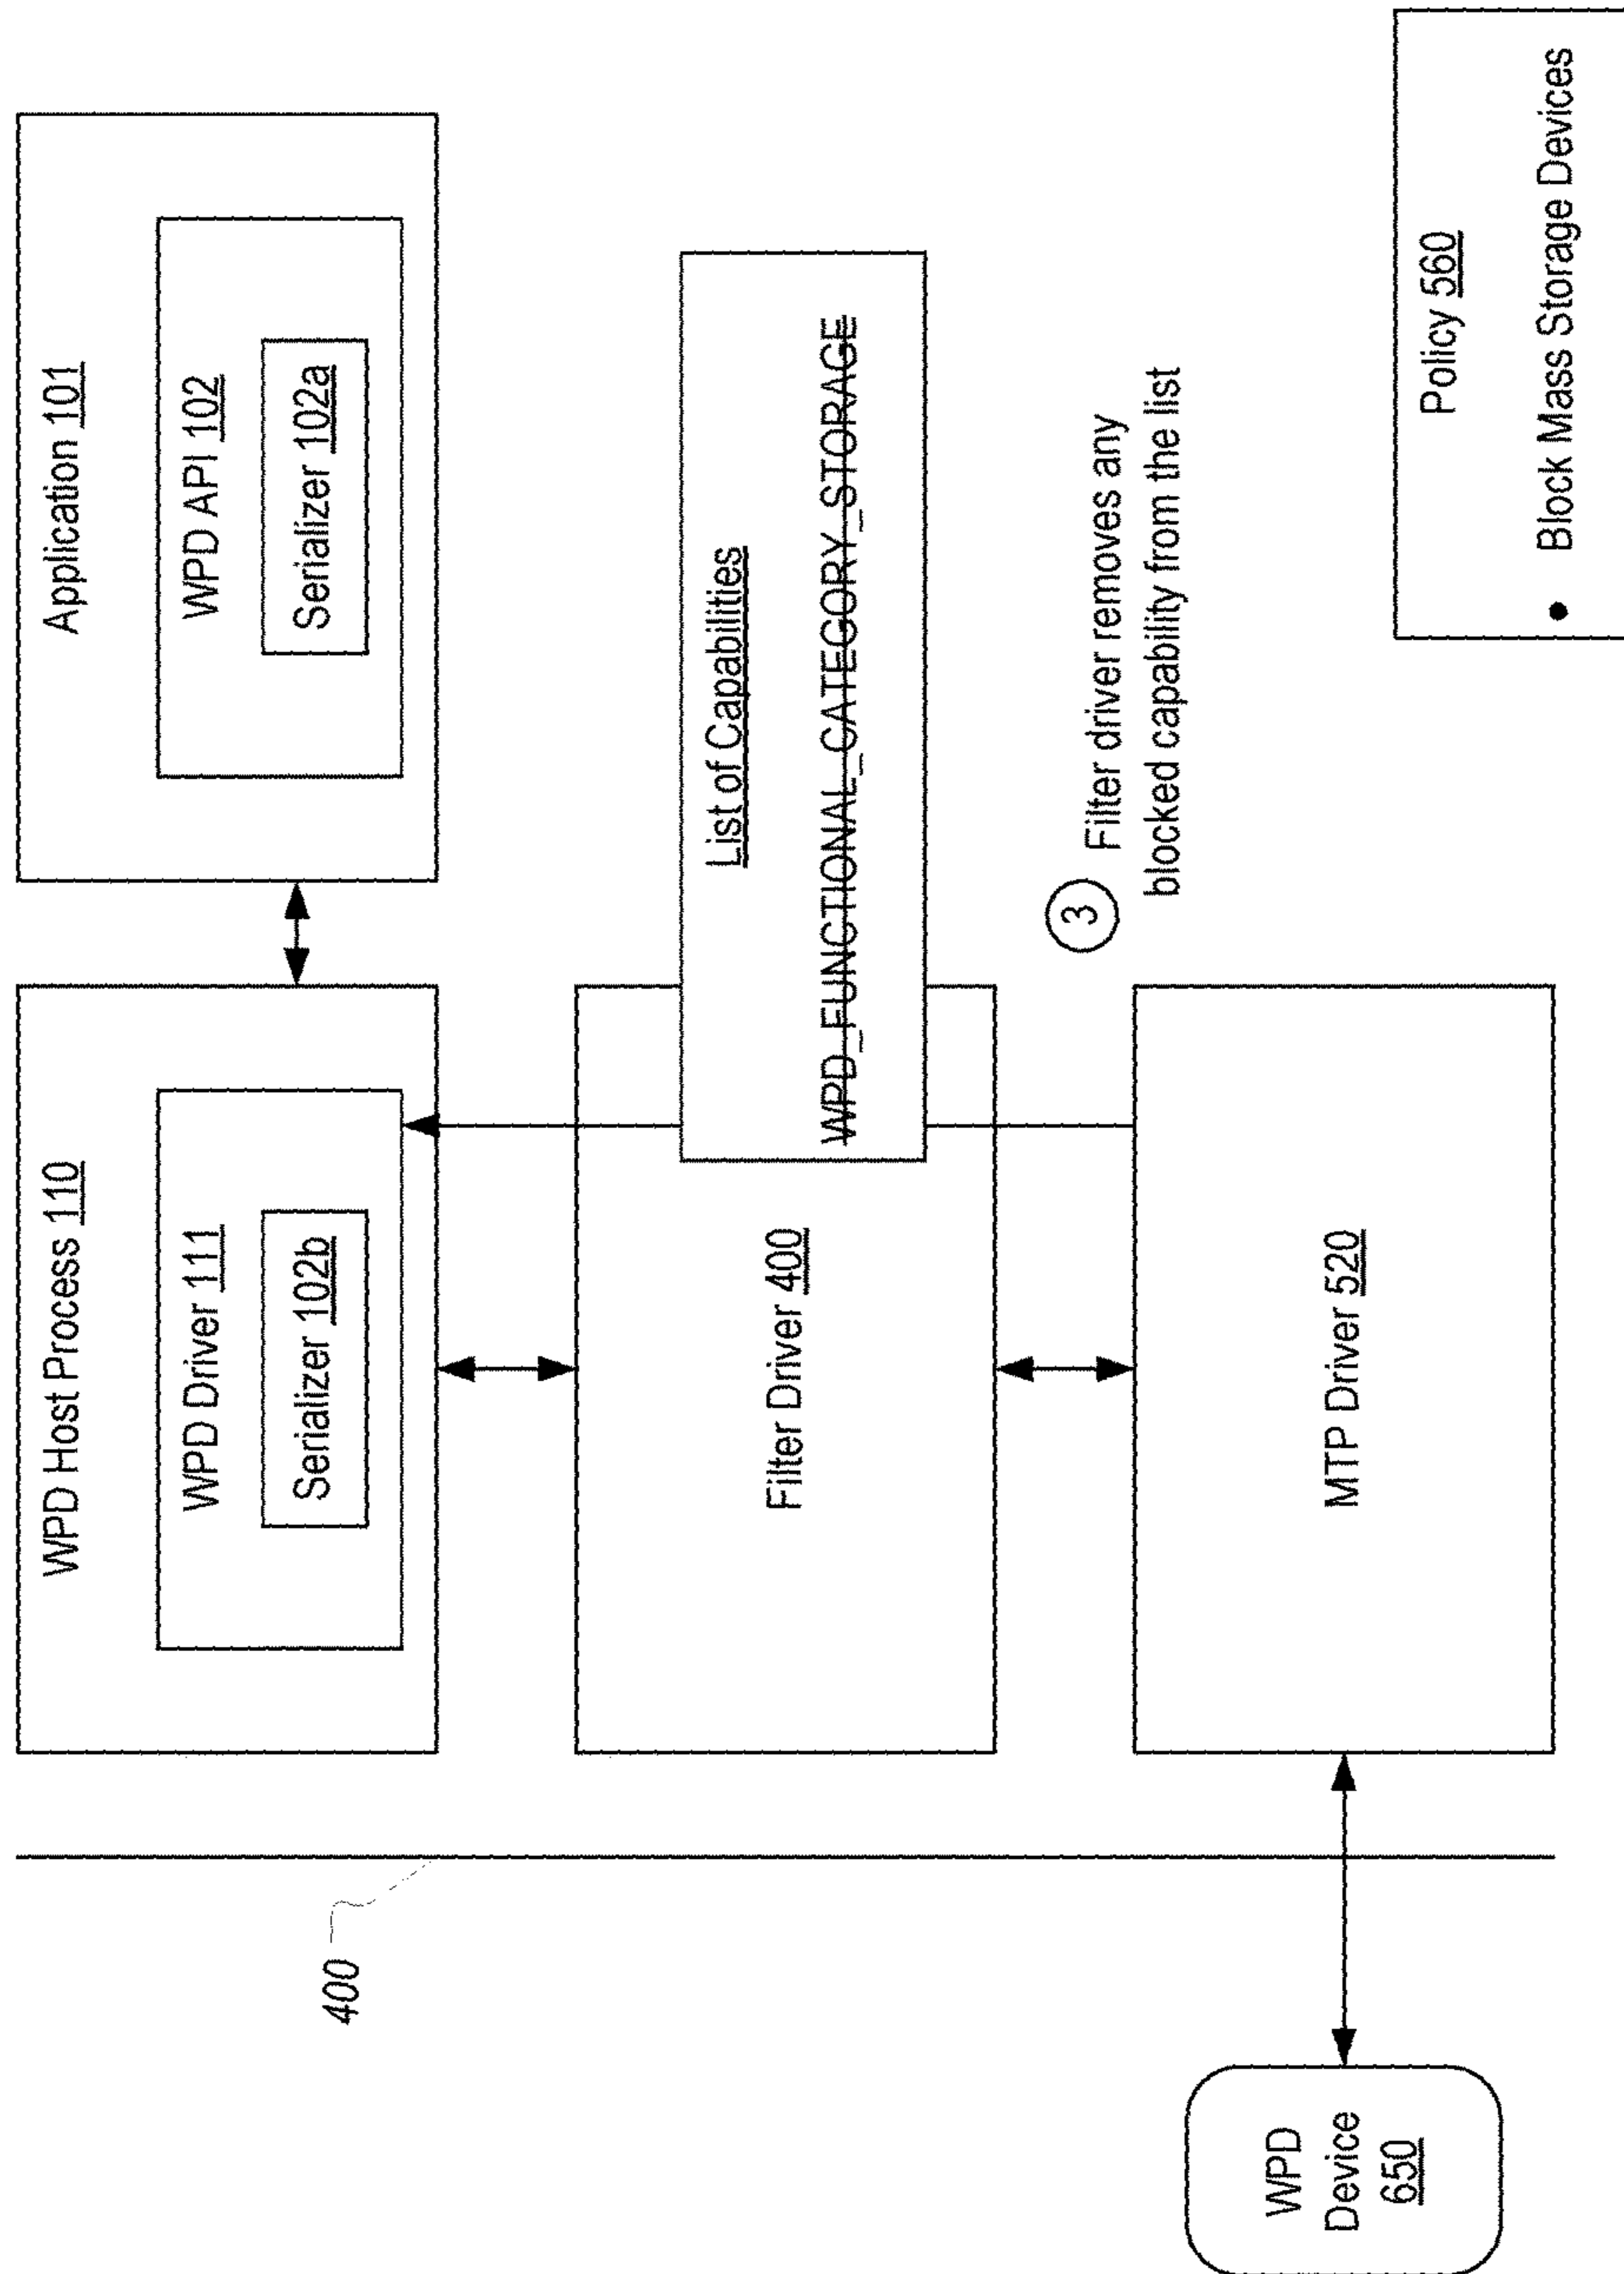 Application 101
WPD API 102
Serializer 102a
WPD Host Process 110
WPD Driver 111
Serializer 102b
400
List of Capabilities
WPD_FUNCTIONAL_CATEGORY_STORAGE
Filter Driver 400
3
Filter driver removes any
blocked capability from the list
MTP Driver 520
WPD
Device
650
Policy 560
• Block Mass Storage Devices